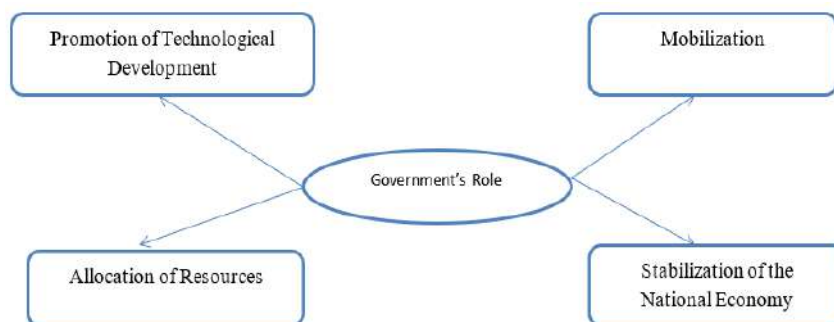 Promotion of Technological
Development
Mobilization
Government's Role
Allocation of Resources
Stabilization of the
National Economy